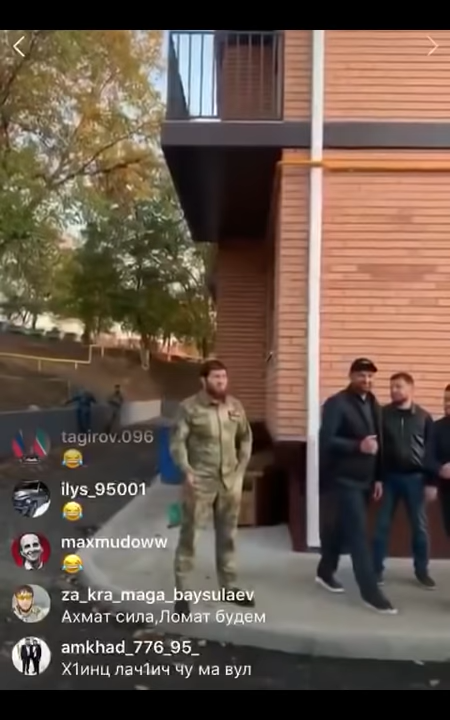 tagirov.096
😂
ilys_95001
😂
maxmudoww
😂
za_kra_maga_baysulaev
Ахмат сила,Ломат будем
amkhad_776_95_
Х1инц лач1ич чу ма вул